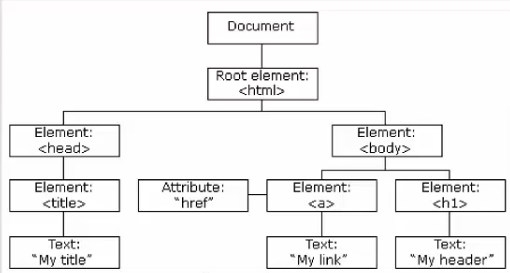 Document
Root element:
<html>
Element:
<head>
Element:
<body>
Element:
<title>
Attribute:
"href"
Element:
<a>
Element:
<h1>
Text:
"My title"
Text:
"My link"
Text:
"My header"